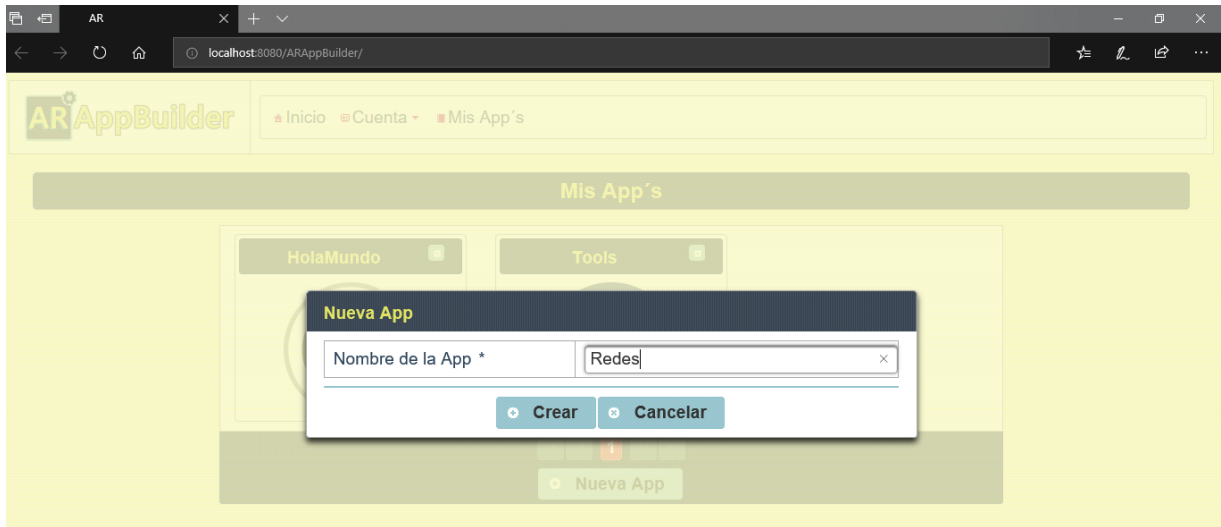 AR
localhost:8080/ARAppBuilder/
AR AppBuilder
Inicio Cuenta Mis App´s
Mis App´s
HolaMundo Tools
Nueva App
Nombre de la App * Redes
Crear Cancelar
1
Nueva App